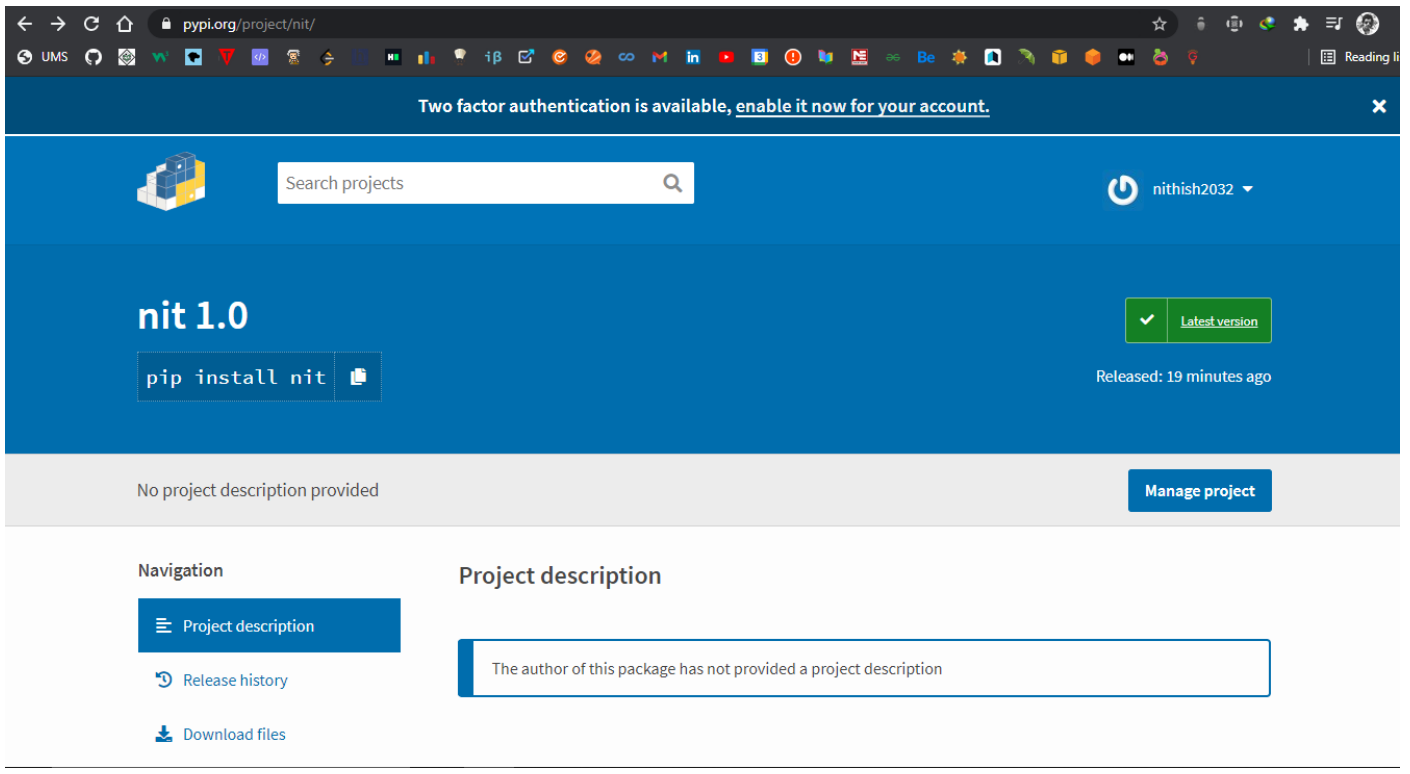 pypi.org/project/nit/
UMS
Reading li
Two factor authentication is available, enable it now for your account.
Search projects
nithish2032
nit 1.0
Latest version
pip install nit
Released: 19 minutes ago
No project description provided
Manage project
Navigation
Project description
Project description
The author of this package has not provided a project description
Release history
Download files